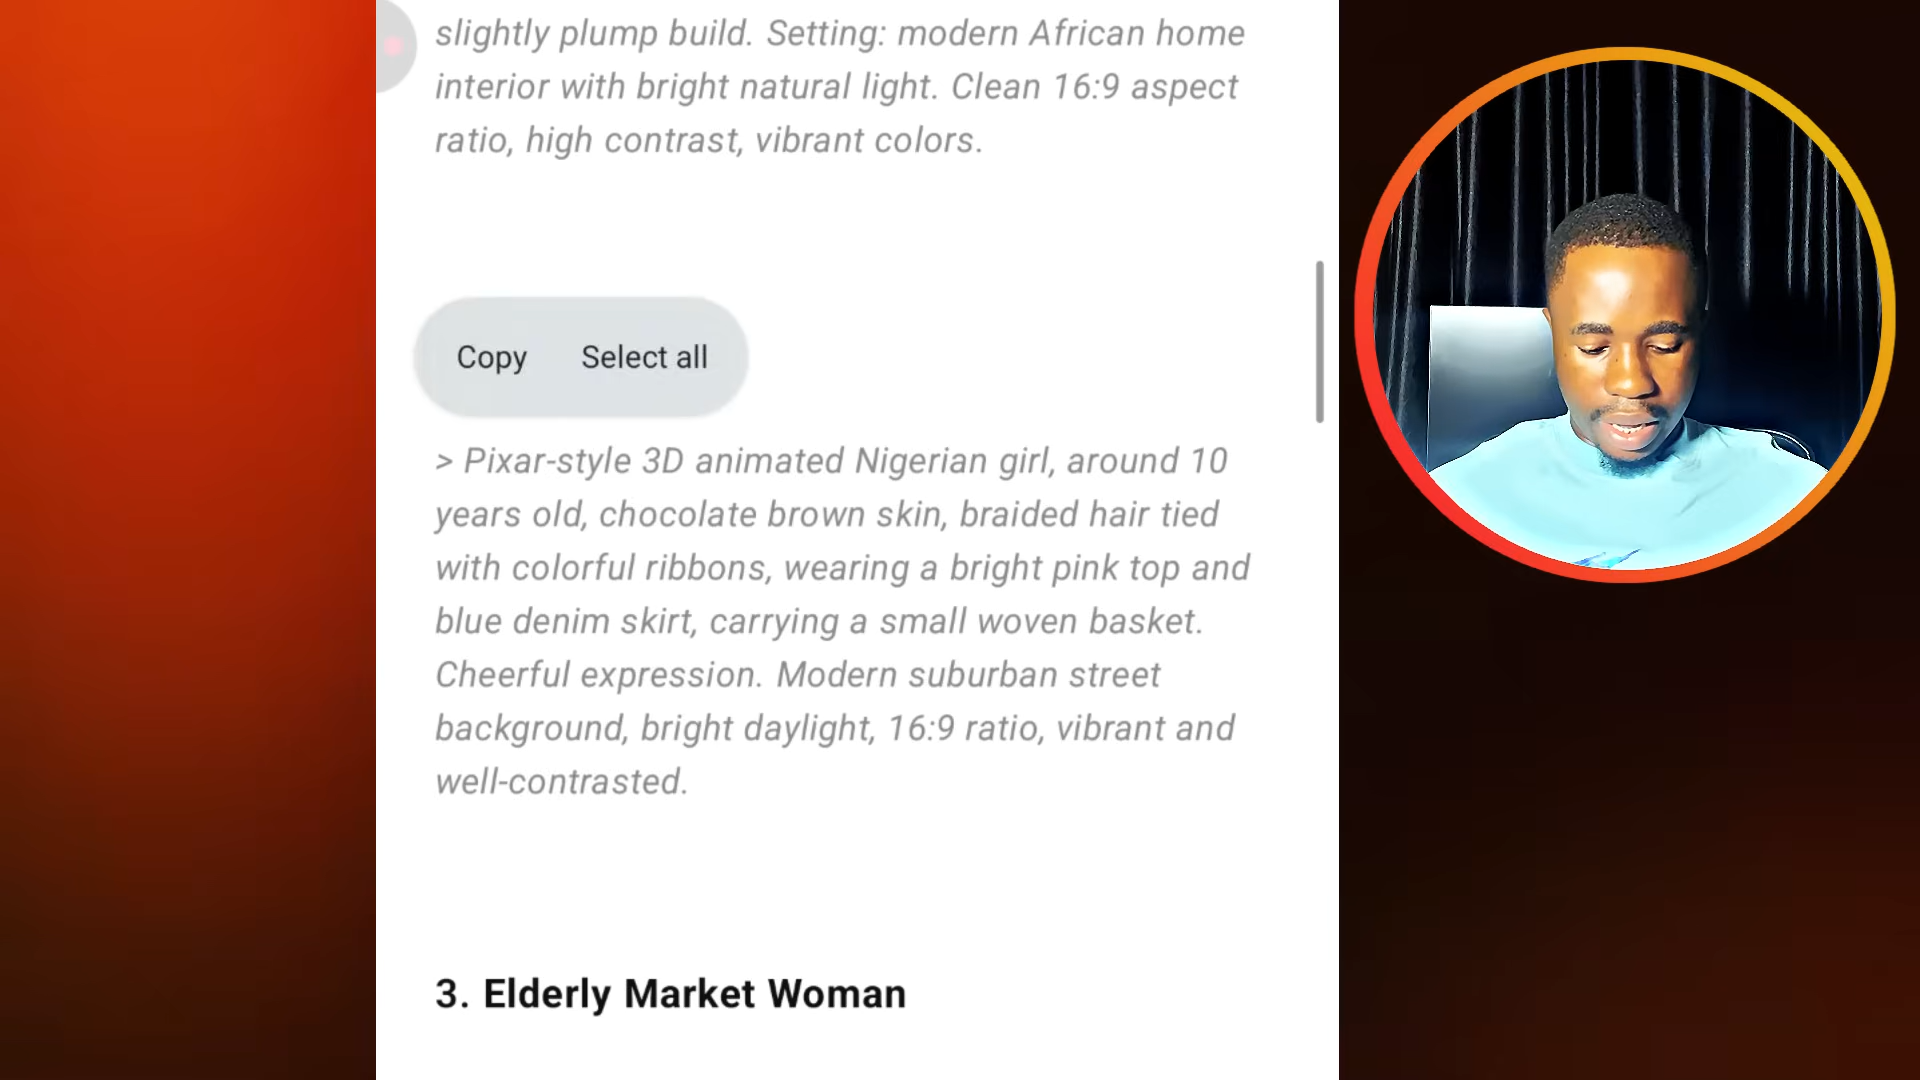 slightly plump build. Setting: modern African home
interior with bright natural light. Clean 16:9 aspect
ratio, high contrast, vibrant colors.
Copy Select all
> Pixar-style 3D animated Nigerian girl, around 10
years old, chocolate brown skin, braided hair tied
with colorful ribbons, wearing a bright pink top and
blue denim skirt, carrying a small woven basket.
Cheerful expression. Modern suburban street
background, bright daylight, 16:9 ratio, vibrant and
well-contrasted.
3. Elderly Market Woman